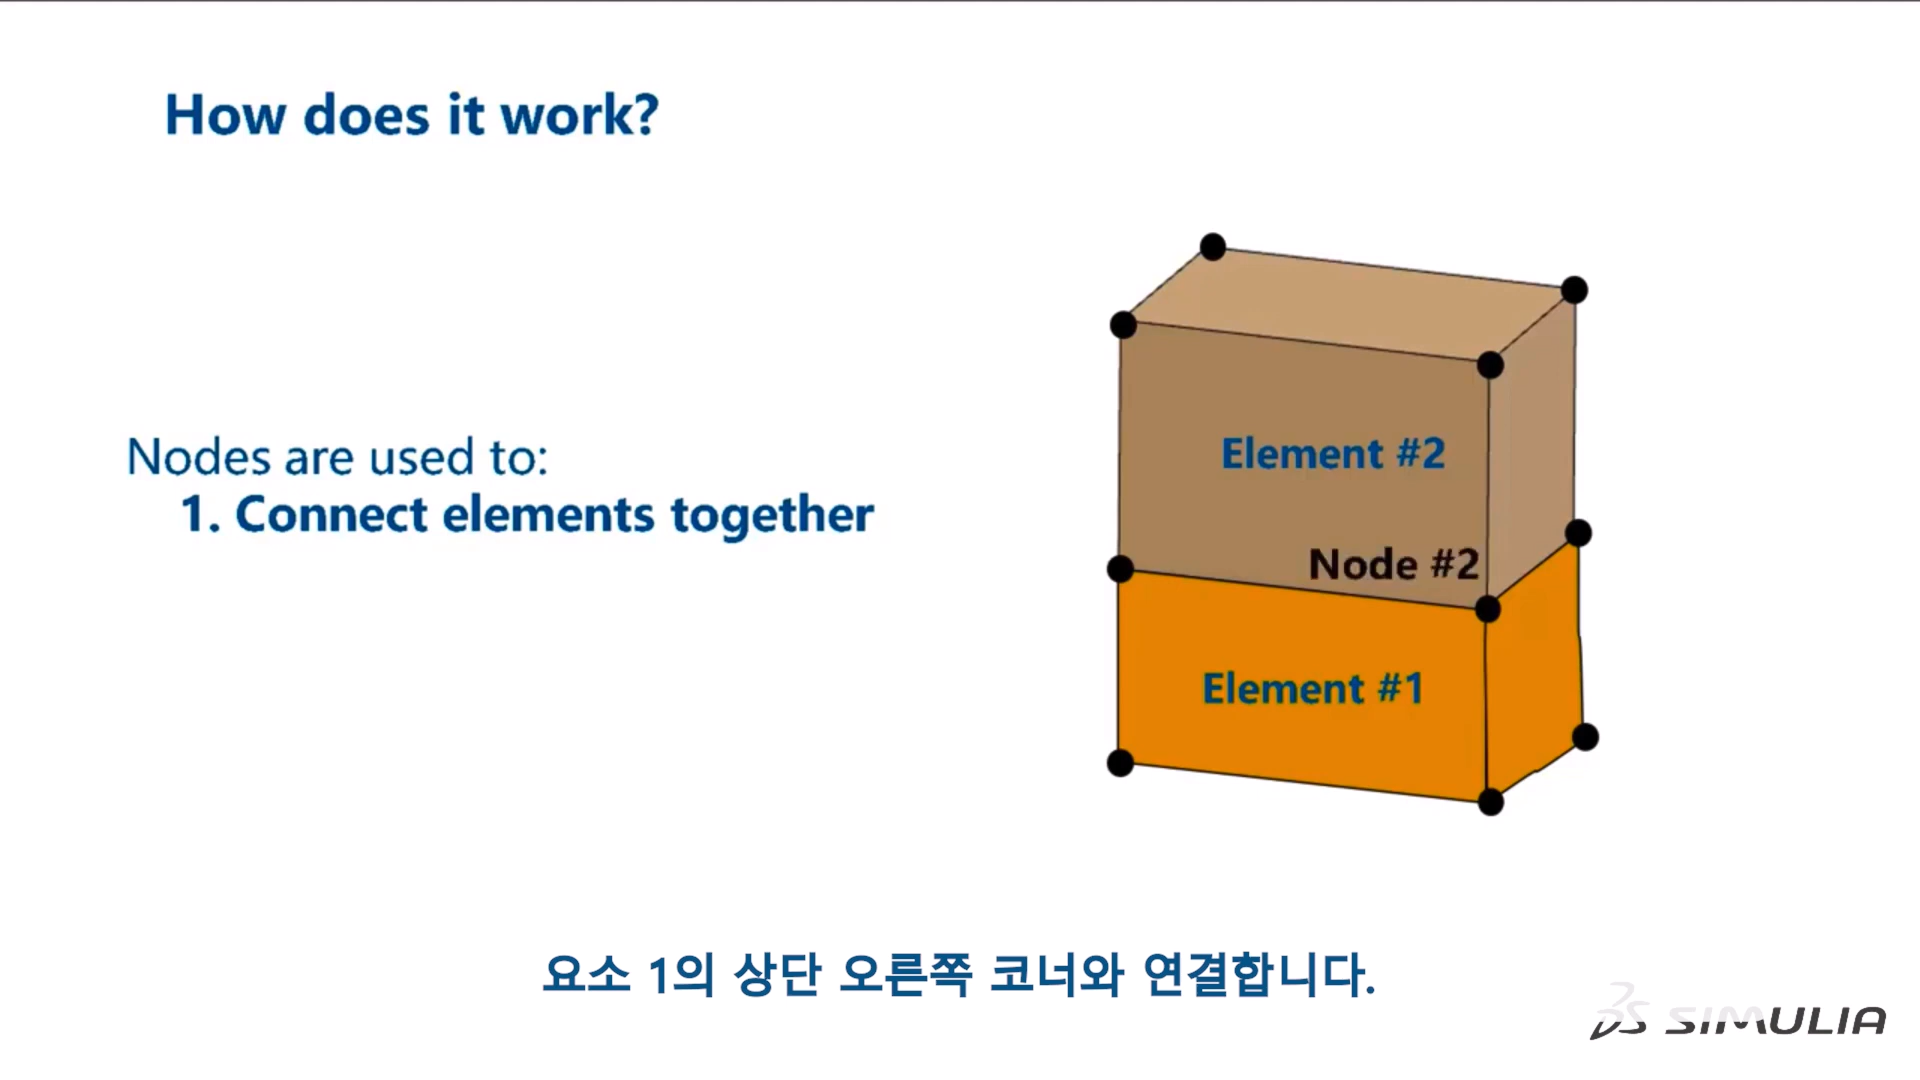 How does it work?
Nodes are used to:
1. Connect elements together
Element #2
Node #2
Element #1
요소 1의 상단 오른쪽 코너와 연결합니다.
SIMULIA